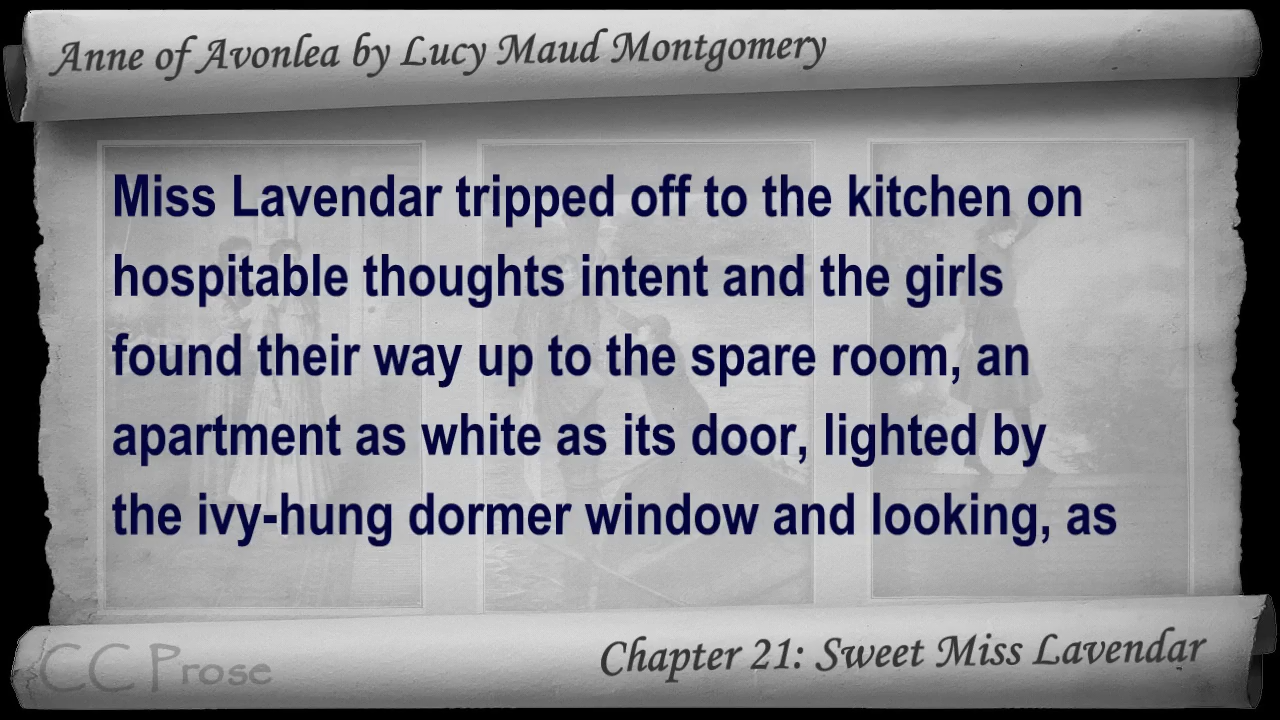 Anne of Avonlea by Lucy Maud Montgomery
Miss Lavendar tripped off to the kitchen on
hospitable thoughts intent and the girls
found their way up to the spare room, an
apartment as white as its door, lighted by
the ivy-hung dormer window and looking, as
CC Prose
Chapter 21: Sweet Miss Lavendar